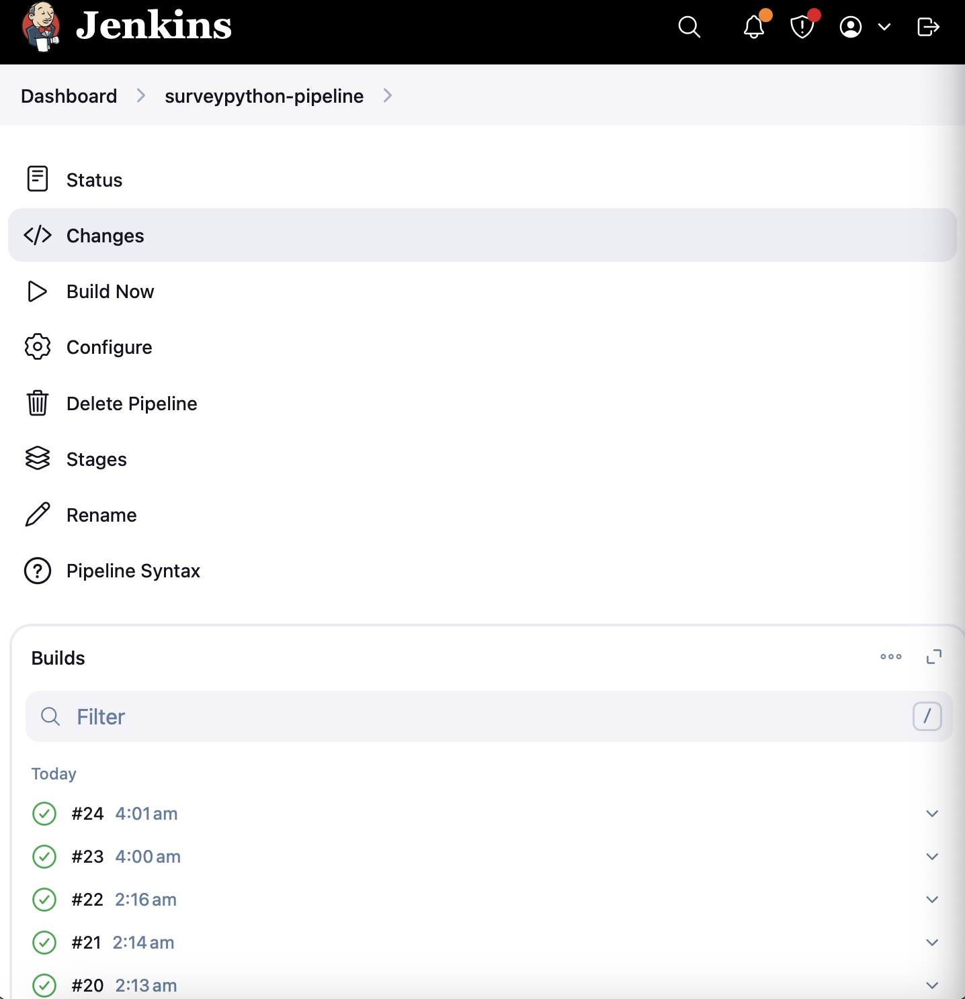 Jenkins
Dashboard
surveypython-pipeline
Status
Changes
Build Now
Configure
Delete Pipeline
Stages
Rename
Pipeline Syntax
Builds
Filter
/
Today
#24 4:01 am
#23 4:00 am
#22 2:16 am
#21 2:14 am
#20 2:13 am